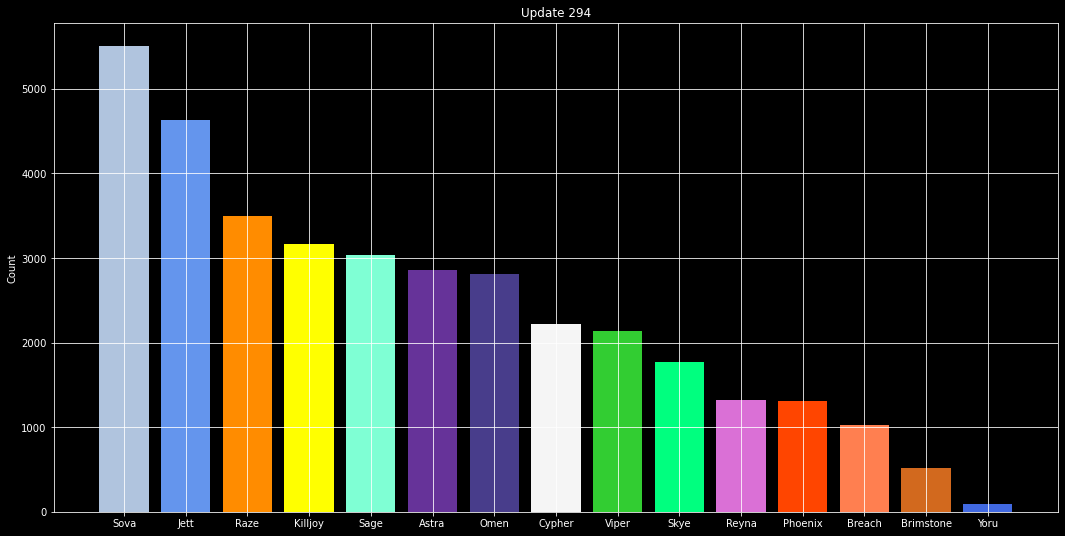 Update 294
Count
5000
4000
3000
2000
1000
0
Sova Jett Raze Killjoy Sage Astra Omen Cypher Viper Skye Reyna Phoenix Breach Brimstone Yoru